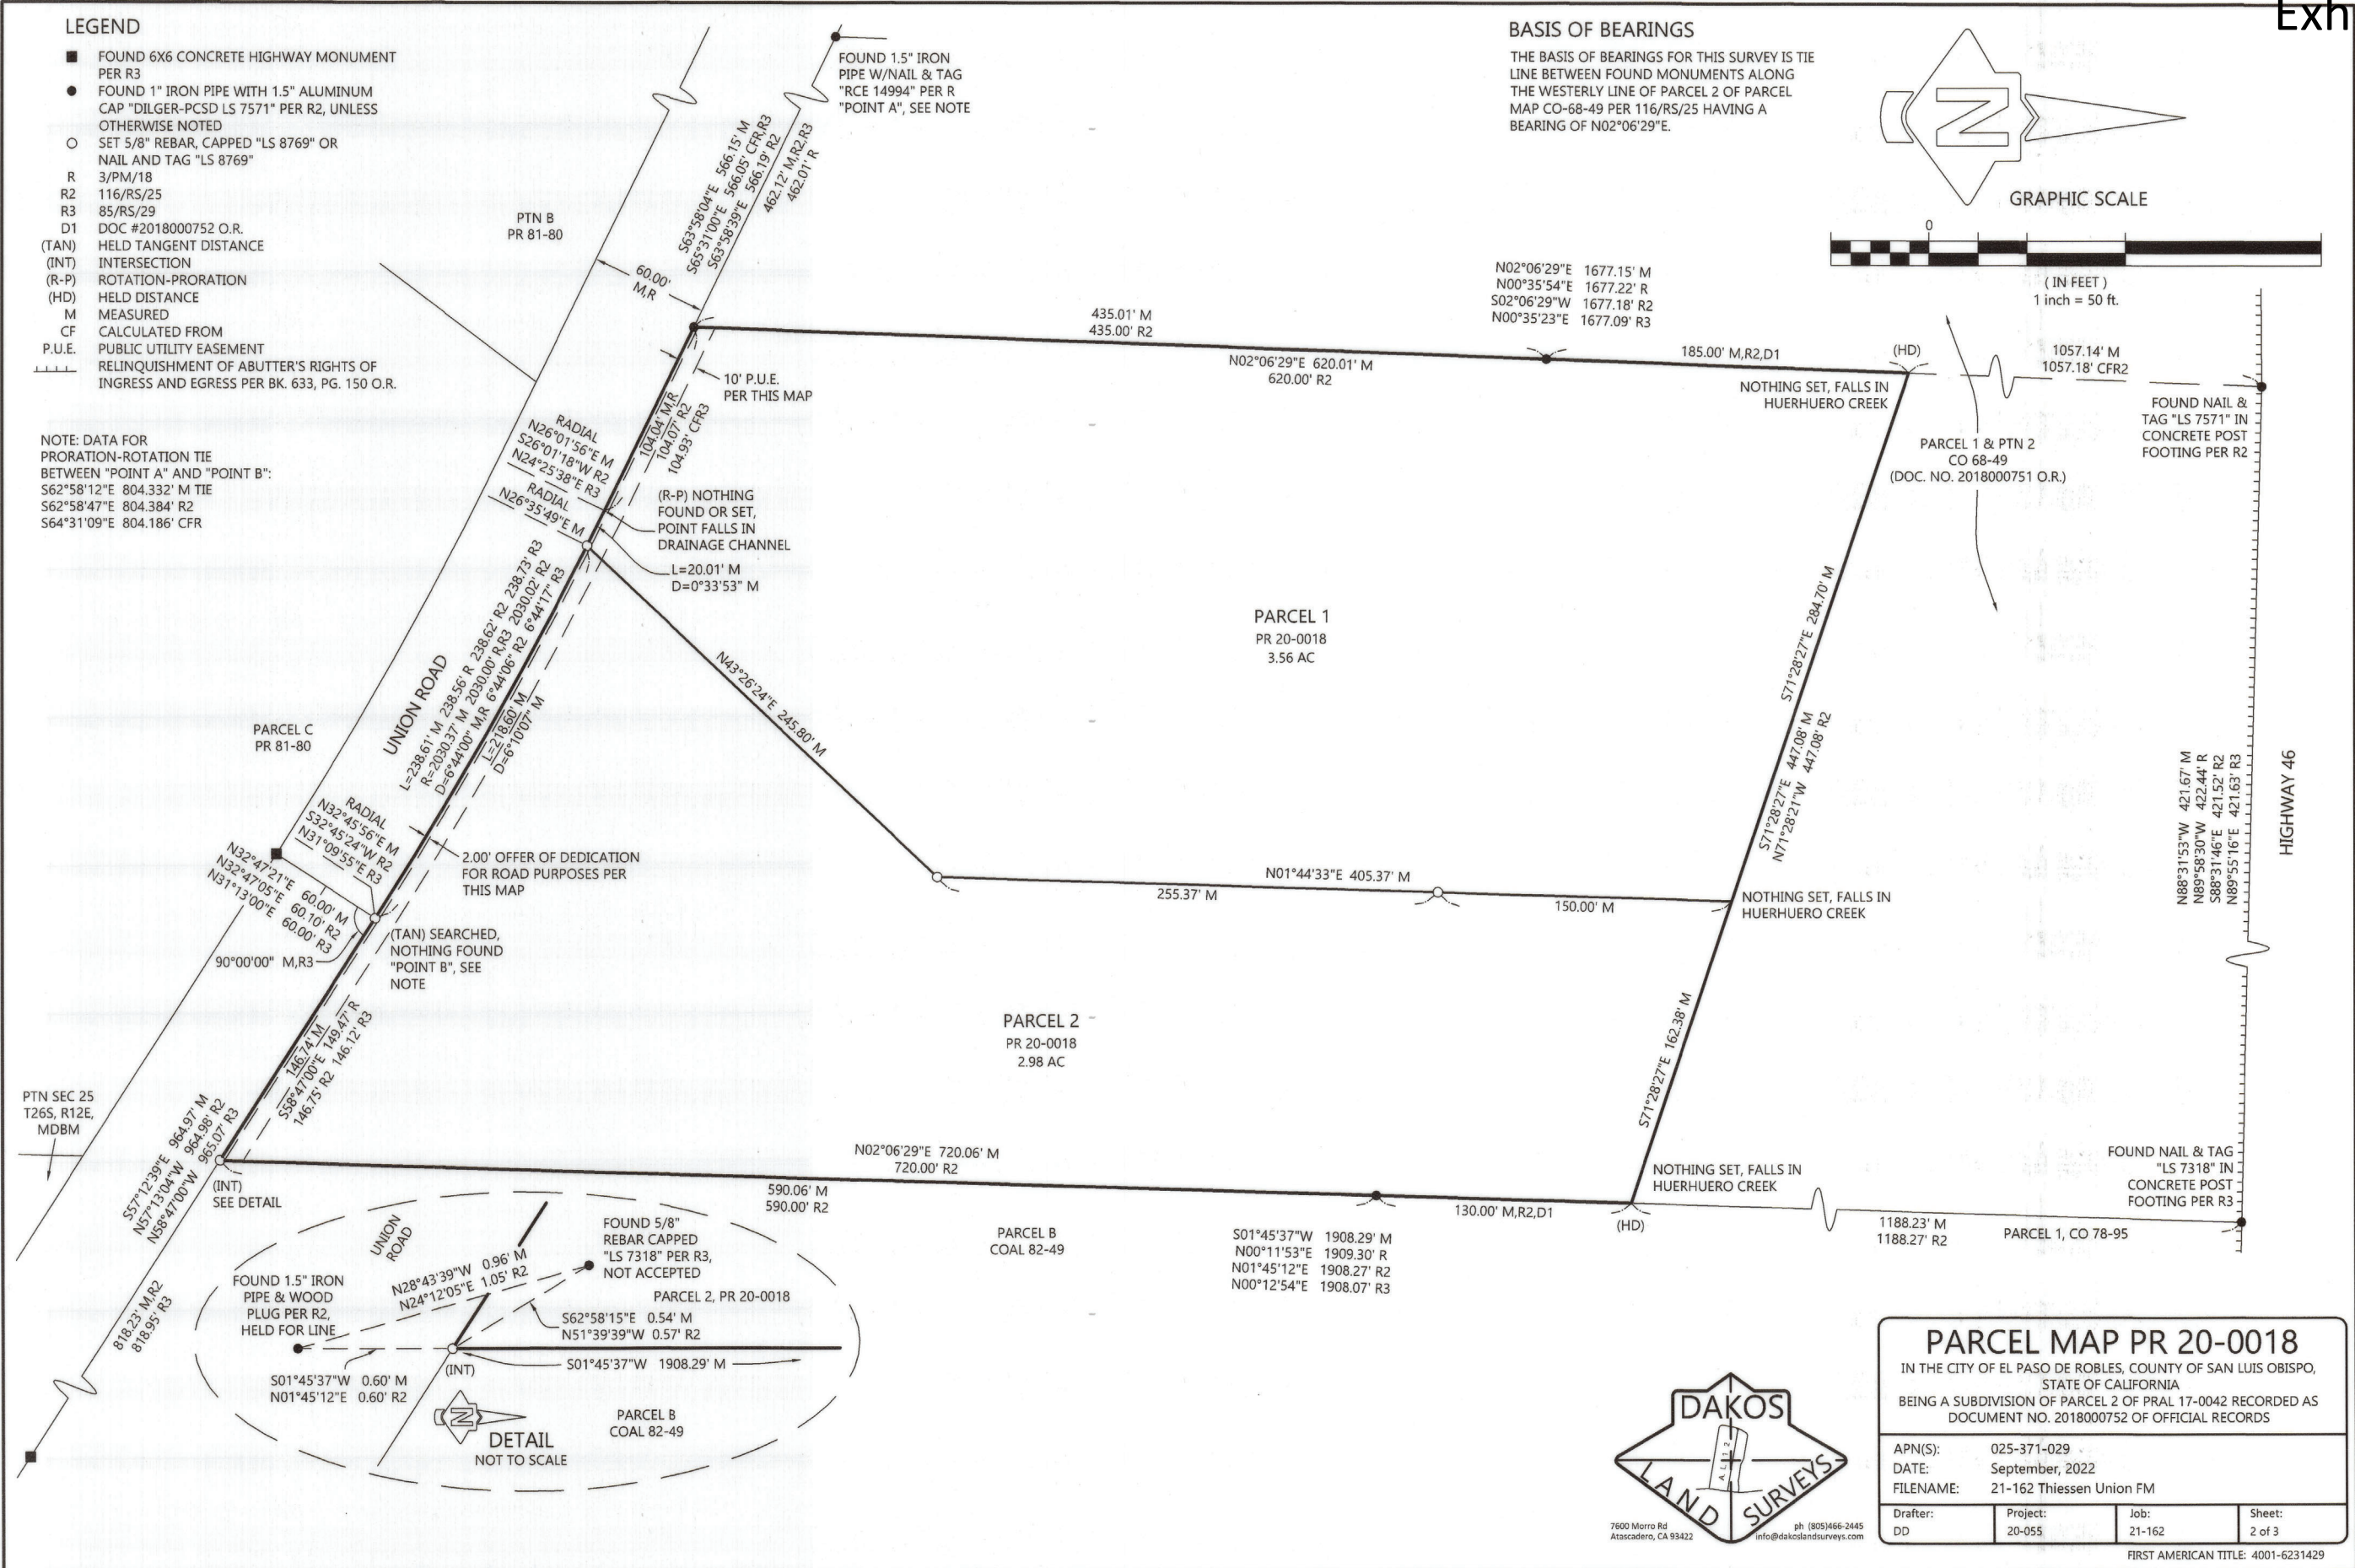 Exh
LEGEND
FOUND 6X6 CONCRETE HIGHWAY MONUMENT
PER R3
FOUND 1" IRON PIPE WITH 1.5" ALUMINUM
CAP "DILGER-PCSD LS 7571" PER R2, UNLESS
OTHERWISE NOTED
SET 5/8" REBAR, CAPPED "LS 8769" OR
NAIL AND TAG "LS 8769"
R 3/PM/18
R2 116/RS/25
R3 85/RS/29
D1 DOC #2018000752 O.R.
(TAN) HELD TANGENT DISTANCE
(INT) INTERSECTION
(R-P) ROTATION-PRORATION
(HD) HELD DISTANCE
M MEASURED
CF CALCULATED FROM
P.U.E. PUBLIC UTILITY EASEMENT
RELINQUISHMENT OF ABUTTER'S RIGHTS OF
INGRESS AND EGRESS PER BK. 633, PG. 150 O.R.
NOTE: DATA FOR
PRORATION-ROTATION TIE
BETWEEN "POINT A" AND "POINT B":
S62°58'12"E 804.332' M TIE
S62°58'47"E 804.384' R2
S64°31'09"E 804.186' CFR
FOUND 1.5" IRON
PIPE W/NAIL & TAG
"RCE 14994" PER R
"POINT A", SEE NOTE
BASIS OF BEARINGS
THE BASIS OF BEARINGS FOR THIS SURVEY IS TIE
LINE BETWEEN FOUND MONUMENTS ALONG
THE WESTERLY LINE OF PARCEL 2 OF PARCEL
MAP CO-68-49 PER 116/RS/25 HAVING A
BEARING OF N02°06'29"E.
N
GRAPHIC SCALE
0
( IN FEET )
1 inch = 50 ft.
PTN B
PR 81-80
S63°58'04"E 566.15' M
S65°31'00"E 566.05' CFR,R3
S63°58'39"E 566.19' R2
462.12' M,R2,R3
462.01' R
60.00'
M,R
435.01' M
435.00' R2
N02°06'29"E 1677.15' M
N00°35'54"E 1677.22' R
S02°06'29"W 1677.18' R2
N00°35'23"E 1677.09' R3
N02°06'29"E 620.01' M
620.00' R2
185.00' M,R2,D1
(HD)
1057.14' M
1057.18' CFR2
NOTHING SET, FALLS IN
HUERHUERO CREEK
FOUND NAIL &
TAG "LS 7571" IN
CONCRETE POST
FOOTING PER R2
PARCEL 1 & PTN 2
CO 68-49
(DOC. NO. 2018000751 O.R.)
10' P.U.E.
PER THIS MAP
104.04' M,R
104.07' R2
104.93' CFR3
RADIAL
N26°01'56"E M
S26°01'18"W R2
N24°25'38"E R3
RADIAL
N26°35'49"E M
(R-P) NOTHING
FOUND OR SET,
POINT FALLS IN
DRAINAGE CHANNEL
L=20.01' M
D=0°33'53" M
PARCEL 1
PR 20-0018
3.56 AC
S71°28'27"E 284.70' M
S71°28'27"E 447.08' M
N71°28'21"W 447.08' R2
N43°26'24"E 245.80' M
UNION ROAD
L=238.61' M 238.56' R 238.62' R2 238.73' R3
R=2030.37' M 2030.00' R,R3 2030.02' R2
D=6°44'00" M,R 6°44'06" R2 6°44'17" R3
L=218.60' M
D=6°10'07" M
PARCEL C
PR 81-80
RADIAL
N32°45'56"E M
S32°45'24"W R2
N31°09'55"E R3
N32°47'21"E 60.00' M
N32°47'05"E 60.10' R2
N31°13'00"E 60.00' R3
90°00'00" M,R3
2.00' OFFER OF DEDICATION
FOR ROAD PURPOSES PER
THIS MAP
(TAN) SEARCHED,
NOTHING FOUND
"POINT B", SEE
NOTE
N01°44'33"E 405.37' M
255.37' M
150.00' M
NOTHING SET, FALLS IN
HUERHUERO CREEK
N88°31'53"W 421.67' M
N89°58'30"W 422.44' R
S88°31'46"E 421.52' R2
N89°55'16"E 421.63' R3
HIGHWAY 46
PARCEL 2
PR 20-0018
2.98 AC
S71°28'27"E 162.38' M
146.74' M
S58°47'00"E 149.47' R
146.75' R2 146.12' R3
PTN SEC 25
T26S, R12E,
MDBM
S57°12'39"E 964.97' M
N57°13'04"W 964.98' R2
N58°47'00"W 965.07' R3
(INT)
SEE DETAIL
818.23' M,R2
818.95' R3
N02°06'29"E 720.06' M
720.00' R2
590.06' M
590.00' R2
130.00' M,R2,D1
(HD)
NOTHING SET, FALLS IN
HUERHUERO CREEK
FOUND NAIL & TAG
"LS 7318" IN
CONCRETE POST
FOOTING PER R3
1188.23' M
1188.27' R2
PARCEL 1, CO 78-95
PARCEL B
COAL 82-49
S01°45'37"W 1908.29' M
N00°11'53"E 1909.30' R
N01°45'12"E 1908.27' R2
N00°12'54"E 1908.07' R3
UNION
ROAD
FOUND 5/8"
REBAR CAPPED
"LS 7318" PER R3,
NOT ACCEPTED
N28°43'39"W 0.96' M
N24°12'05"E 1.05' R2
FOUND 1.5" IRON
PIPE & WOOD
PLUG PER R2,
HELD FOR LINE
PARCEL 2, PR 20-0018
S62°58'15"E 0.54' M
N51°39'39"W 0.57' R2
S01°45'37"W 1908.29' M
(INT)
S01°45'37"W 0.60' M
N01°45'12"E 0.60' R2
N
PARCEL B
COAL 82-49
DETAIL
NOT TO SCALE
DAKOS
LAND SURVEYS
7600 Morro Rd
Atascadero, CA 93422
ph (805)466-2445
info@dakoslandsurveys.com
PARCEL MAP PR 20-0018
IN THE CITY OF EL PASO DE ROBLES, COUNTY OF SAN LUIS OBISPO,
STATE OF CALIFORNIA
BEING A SUBDIVISION OF PARCEL 2 OF PRAL 17-0042 RECORDED AS
DOCUMENT NO. 2018000752 OF OFFICIAL RECORDS
APN(S): 025-371-029
DATE: September, 2022
FILENAME: 21-162 Thiessen Union FM
Drafter: Project: Job: Sheet:
DD 20-055 21-162 2 of 3
FIRST AMERICAN TITLE: 4001-6231429